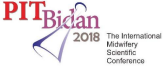 PIT
Bidan
2018
The International
Midwifery
Scientific
Conference